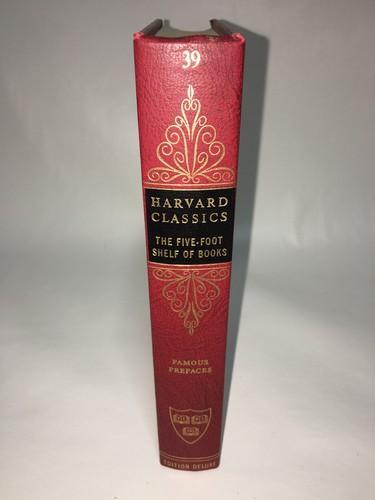 39
HARVARD
CLASSICS
THE FIVE-FOOT
SHELF OF BOOKS
FAMOUS
PREFACES
EDITION DELUXE